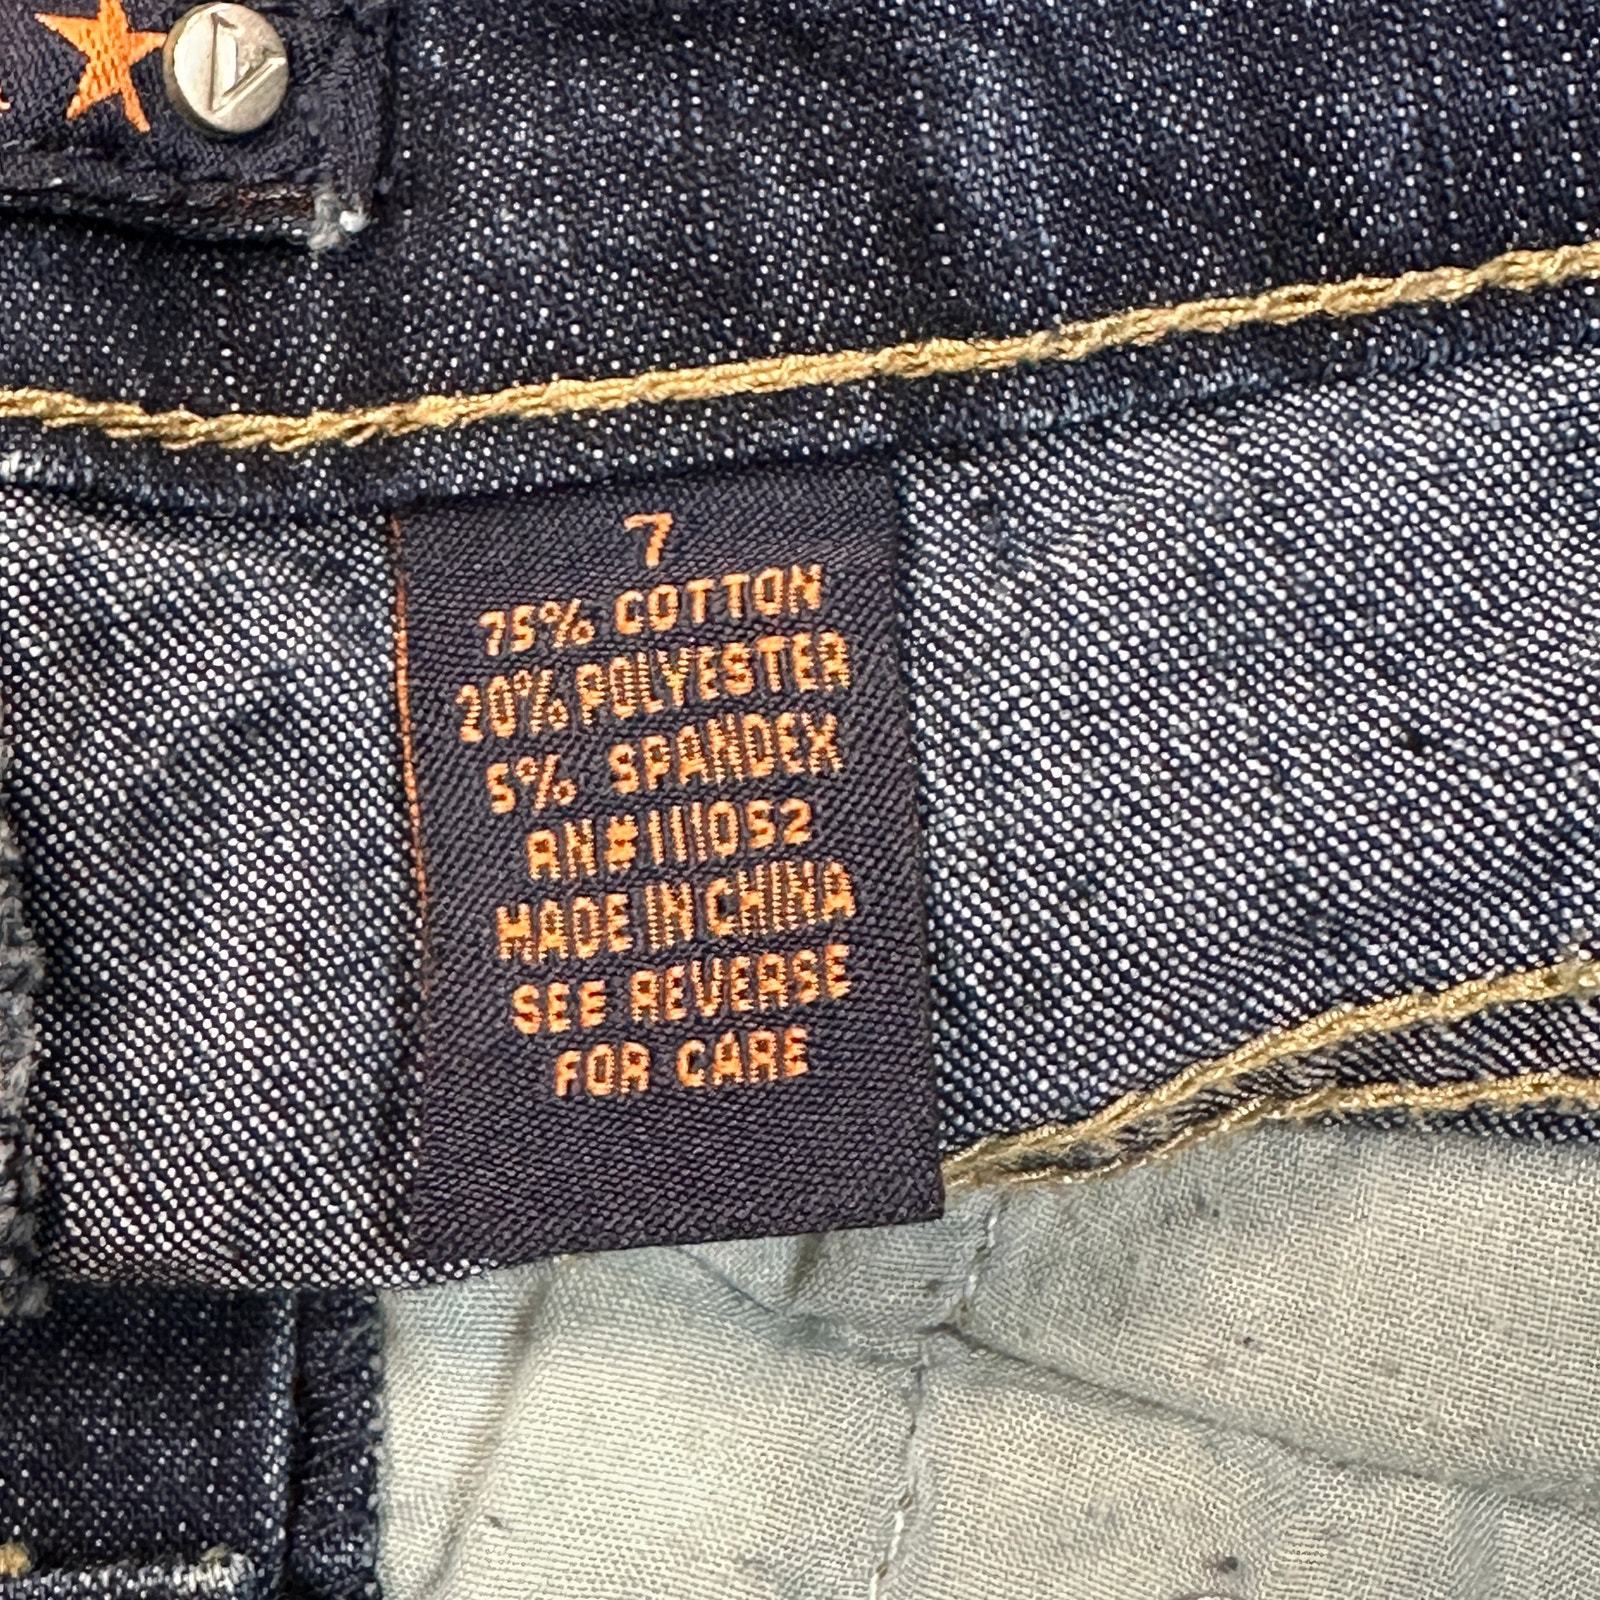 7
75% COTTON
20% POLYESTER
5% SPANDEX
RN#111052
MADE IN CHINA
SEE REVERSE
FOR CARE